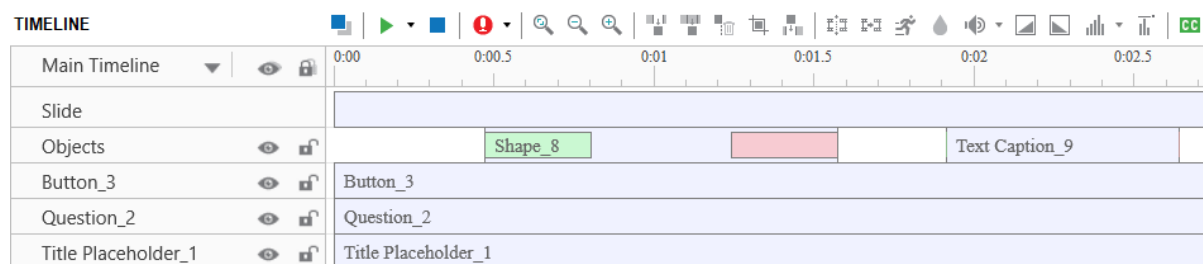 TIMELINE
CC
Main Timeline 0:00 0:00.5 0:01 0:01.5 0:02 0:02.5
Slide
Objects Shape_8 Text Caption_9
Button_3 Button_3
Question_2 Question_2
Title Placeholder_1 Title Placeholder_1